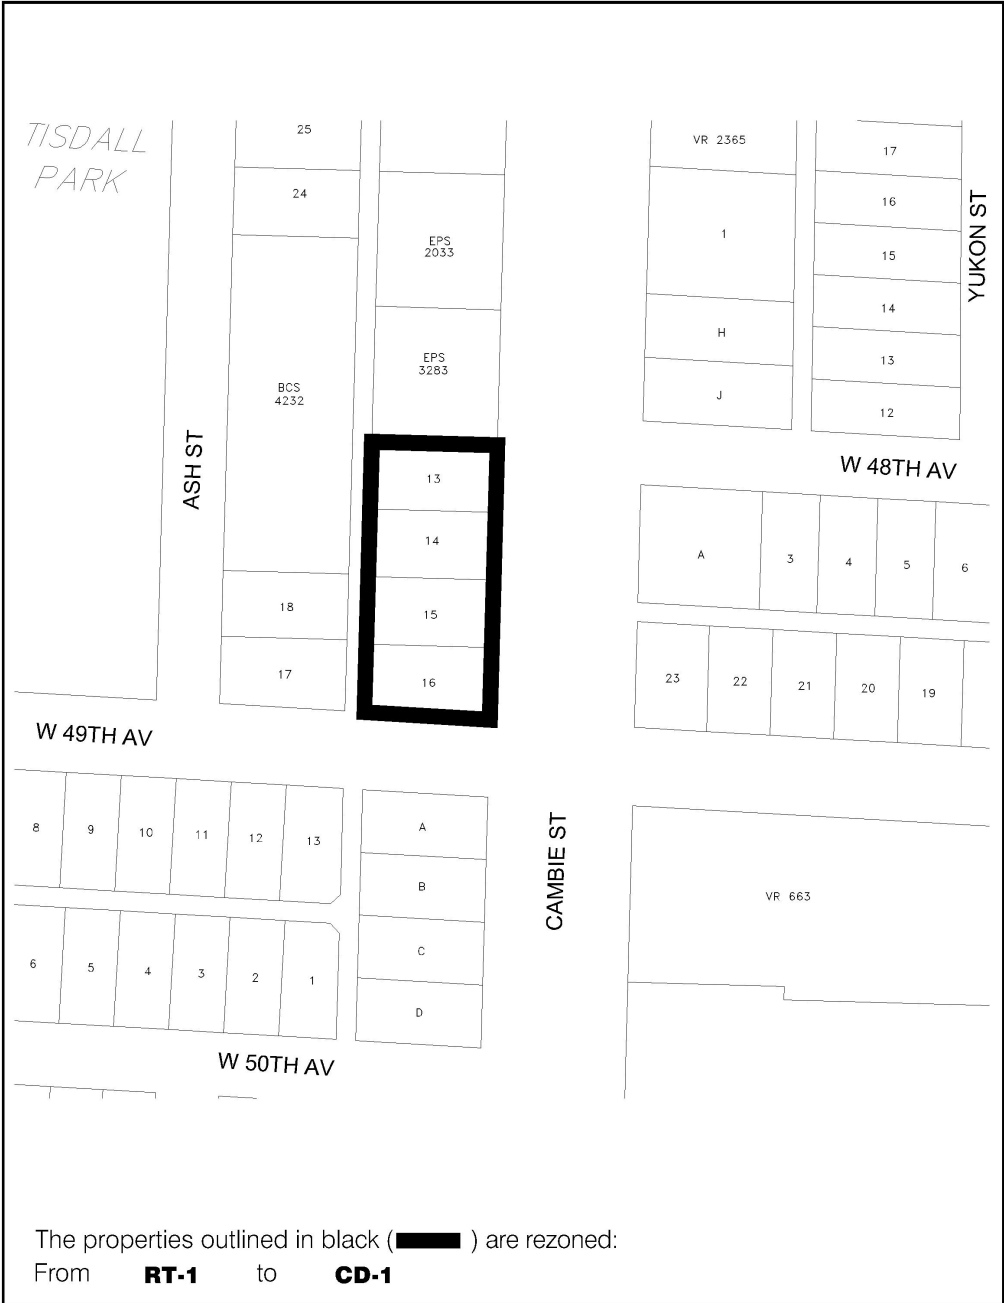 TISDALL
PARK
25
24
BCS
4232
18
17
EPS
2033
EPS
3283
13
14
15
16
VR 2365
1
H
J
17
16
15
14
13
12
YUKON ST
ASH ST
W 48TH AV
A
3
4
5
6
23
22
21
20
19
W 49TH AV
8
9
10
11
12
13
A
B
C
D
6
5
4
3
2
1
CAMBIE ST
VR 663
W 50TH AV
The properties outlined in black ( ) are rezoned:
From RT-1 to CD-1